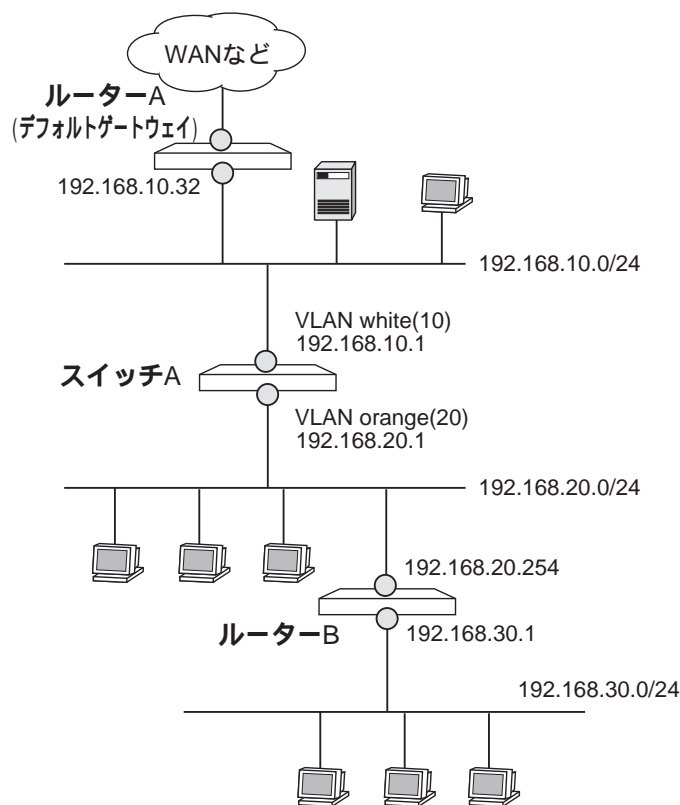 WANなど
ルーターA
(デフォルトゲートウェイ)
192.168.10.32
192.168.10.0/24
VLAN white(10)
192.168.10.1
スイッチA
VLAN orange(20)
192.168.20.1
192.168.20.0/24
192.168.20.254
ルーターB
192.168.30.1
192.168.30.0/24